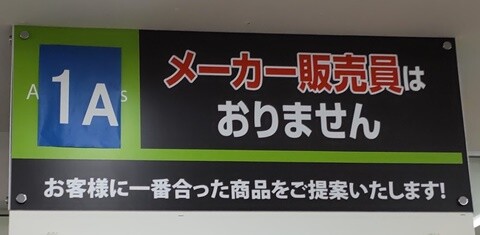 1A
メーカー販売員は
おりません
お客様に一番合った商品をご提案いたします!